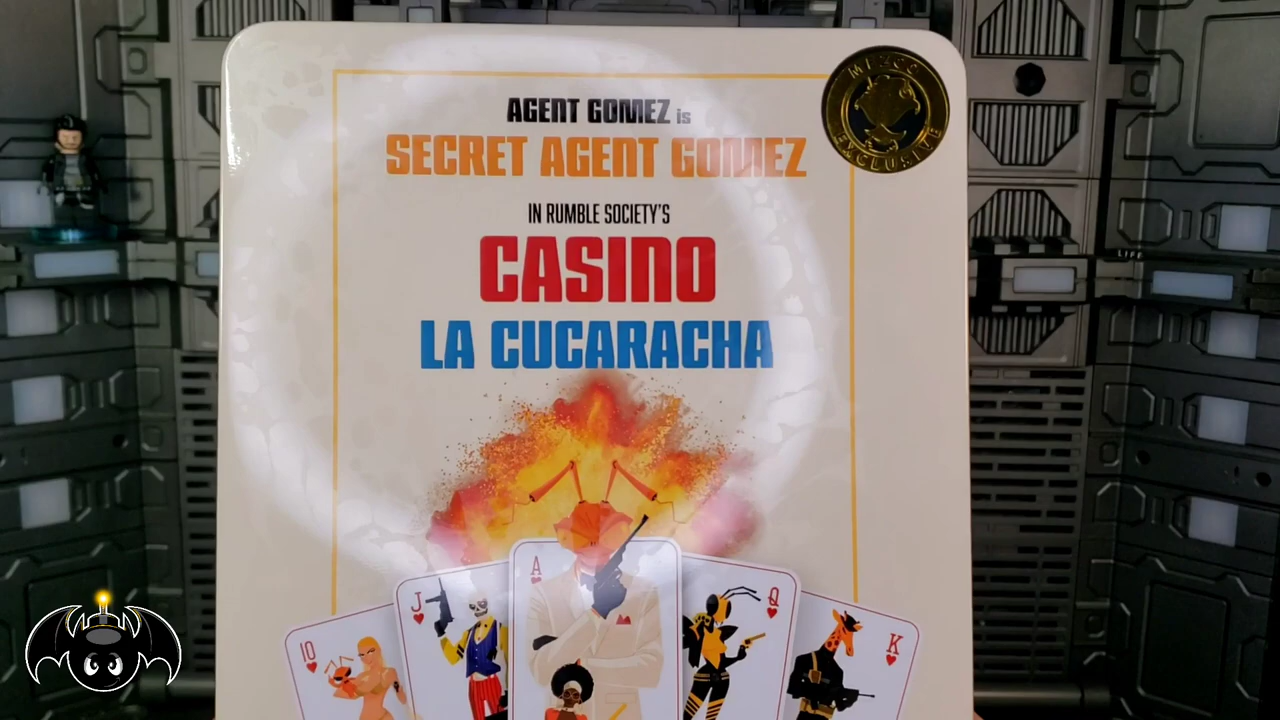 AGENT GOMEZ is
SECRET AGENT GOMEZ
IN RUMBLE SOCIETY'S
CASINO
LA CUCARACHA
MEZCO
EXCLUSIVE
10
J
A
Q
K